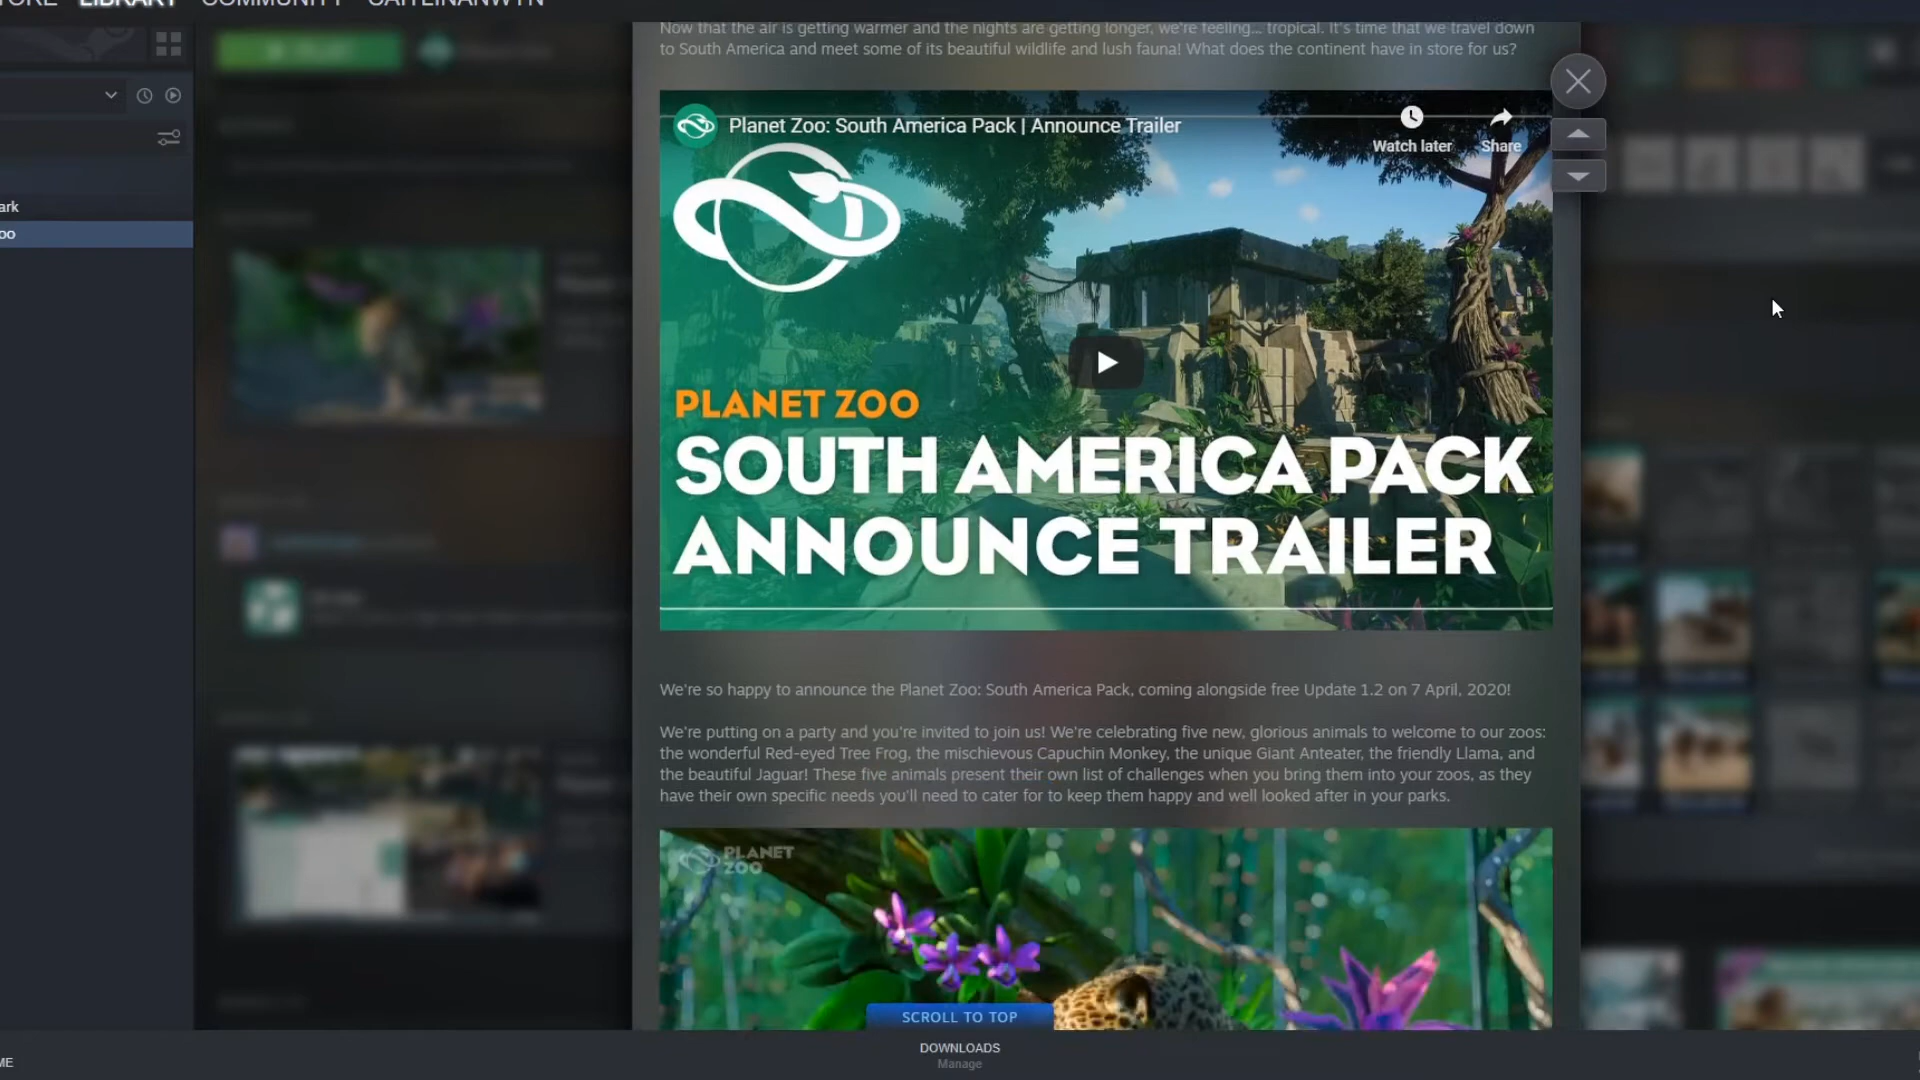 LIBRARY
COMMUNITY
CAITLINANWYN
Now that the air is getting warmer and the nights are getting longer, we're feeling... tropical. It's time that we travel down
to South America and meet some of its beautiful wildlife and lush fauna! What does the continent have in store for us?
Planet Zoo: South America Pack | Announce Trailer
Watch later
Share
ark
oo
PLANET ZOO
SOUTH AMERICA PACK
ANNOUNCE TRAILER
We're so happy to announce the Planet Zoo: South America Pack, coming alongside free Update 1.2 on 7 April, 2020!
We're putting on a party and you're invited to join us! We're celebrating five new, glorious animals to welcome to our zoos:
the wonderful Red-eyed Tree Frog, the mischievous Capuchin Monkey, the unique Giant Anteater, the friendly Llama, and
the beautiful Jaguar! These five animals present their own list of challenges when you bring them into your zoos, as they
have their own specific needs you'll need to cater for to keep them happy and well looked after in your parks.
PLANET
ZOO
SCROLL TO TOP
DOWNLOADS
Manage
ME